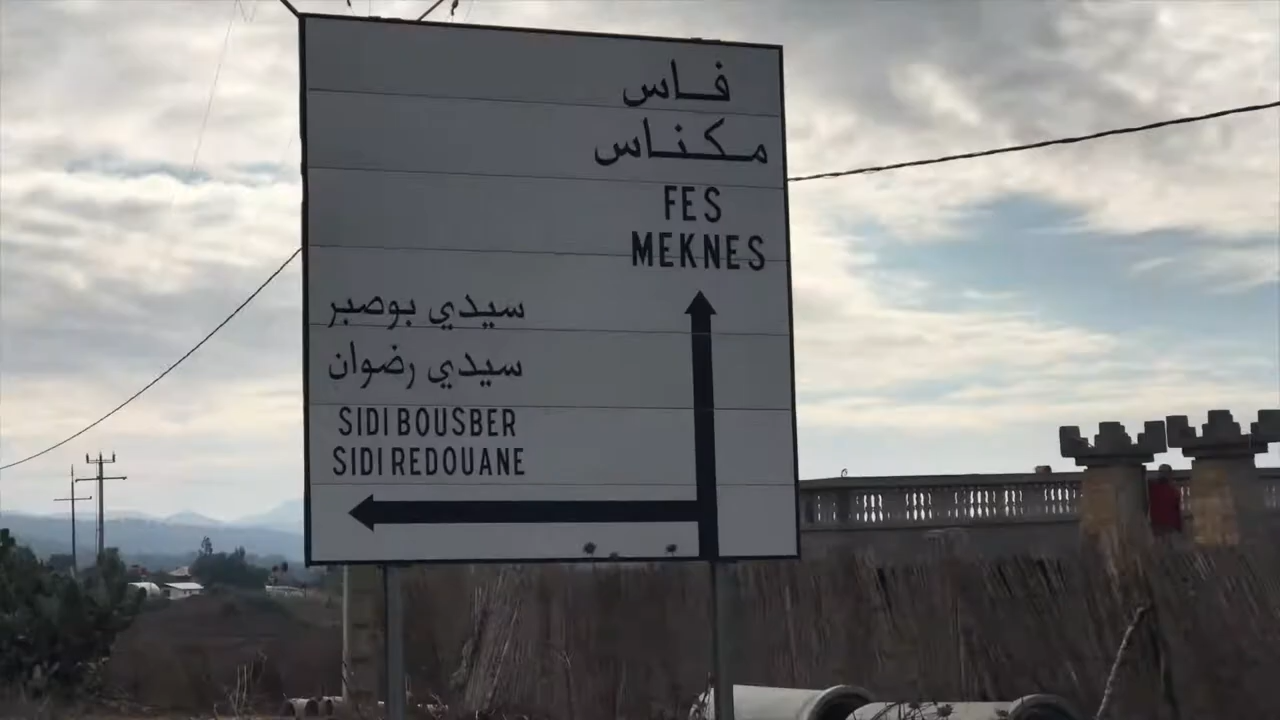 فاس
مكناس
FES
MEKNES
سيدي بوصبر
سيدي رضوان
SIDI BOUSBER
SIDI REDOUANE